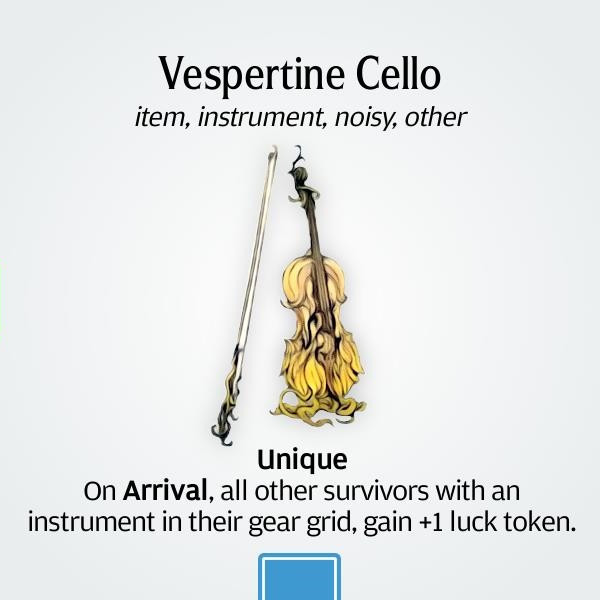 Vespertine Cello
item, instrument, noisy, other
Unique
On Arrival, all other survivors with an
instrument in their gear grid, gain +1 luck token.